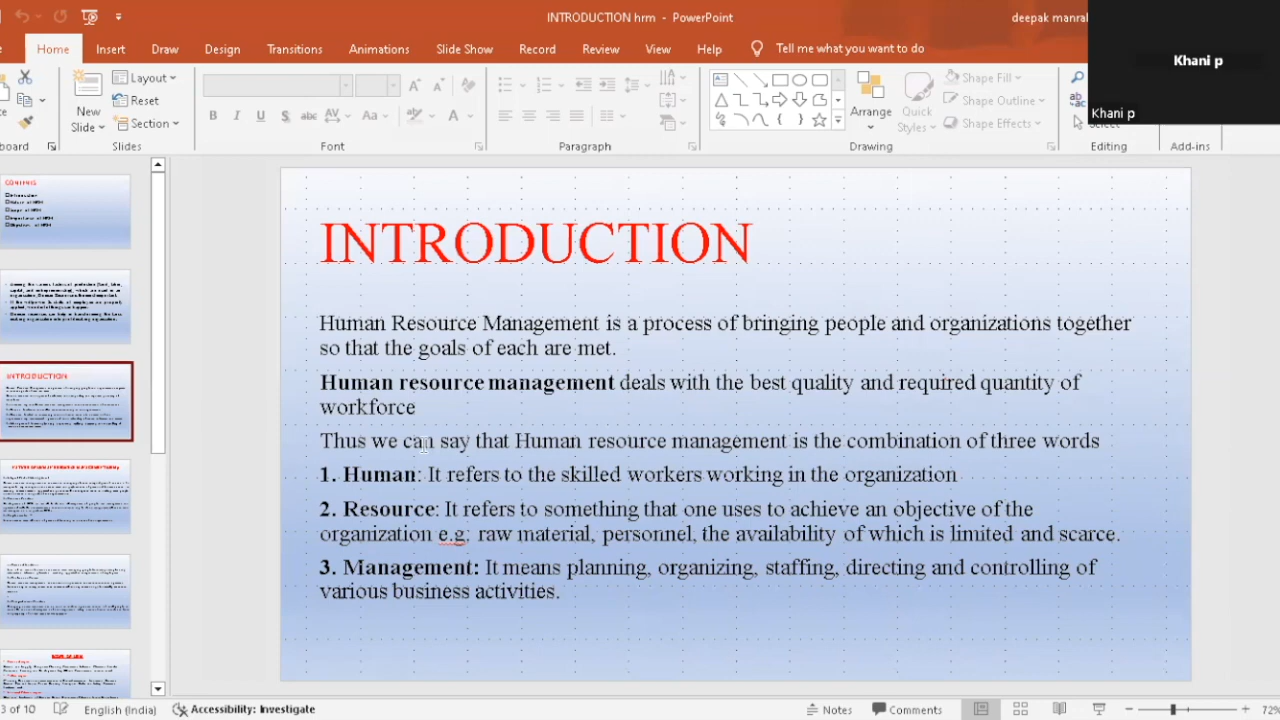 INTRODUCTION hrm - PowerPoint
deepak manral
Khani p
Khani p
Home Insert Draw Design Transitions Animations Slide Show Record Review View Help Tell me what you want to do
Layout
Reset
Section
New
Slide
Arrange
Quick
Styles
Shape Fill
Shape Outline
Shape Effects
Select
board Slides Font Paragraph Drawing Editing Add-ins
CONTENTS
INTRODUCTION
INTRODUCTION
Human Resource Management is a process of bringing people and organizations together
so that the goals of each are met.
Human resource management deals with the best quality and required quantity of
workforce
Thus we can say that Human resource management is the combination of three words
1. Human: It refers to the skilled workers working in the organization
2. Resource: It refers to something that one uses to achieve an objective of the
organization e.g. raw material, personnel, the availability of which is limited and scarce.
3. Management: It means planning, organizing, staffing, directing and controlling of
various business activities.
3 of 10 English (India) Accessibility: Investigate Notes Comments 72%